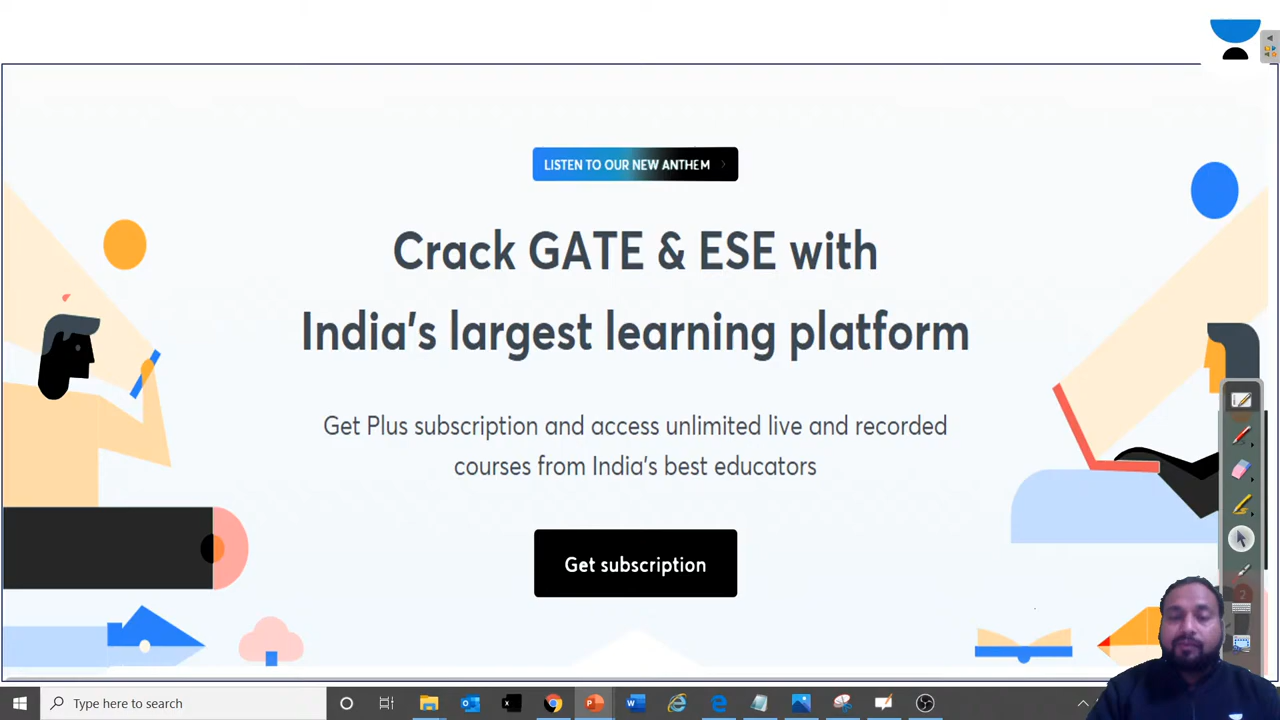 LISTEN TO OUR NEW ANTHEM
Crack GATE & ESE with
India's largest learning platform
Get Plus subscription and access unlimited live and recorded
courses from India's best educators
Get subscription
2
Type here to search